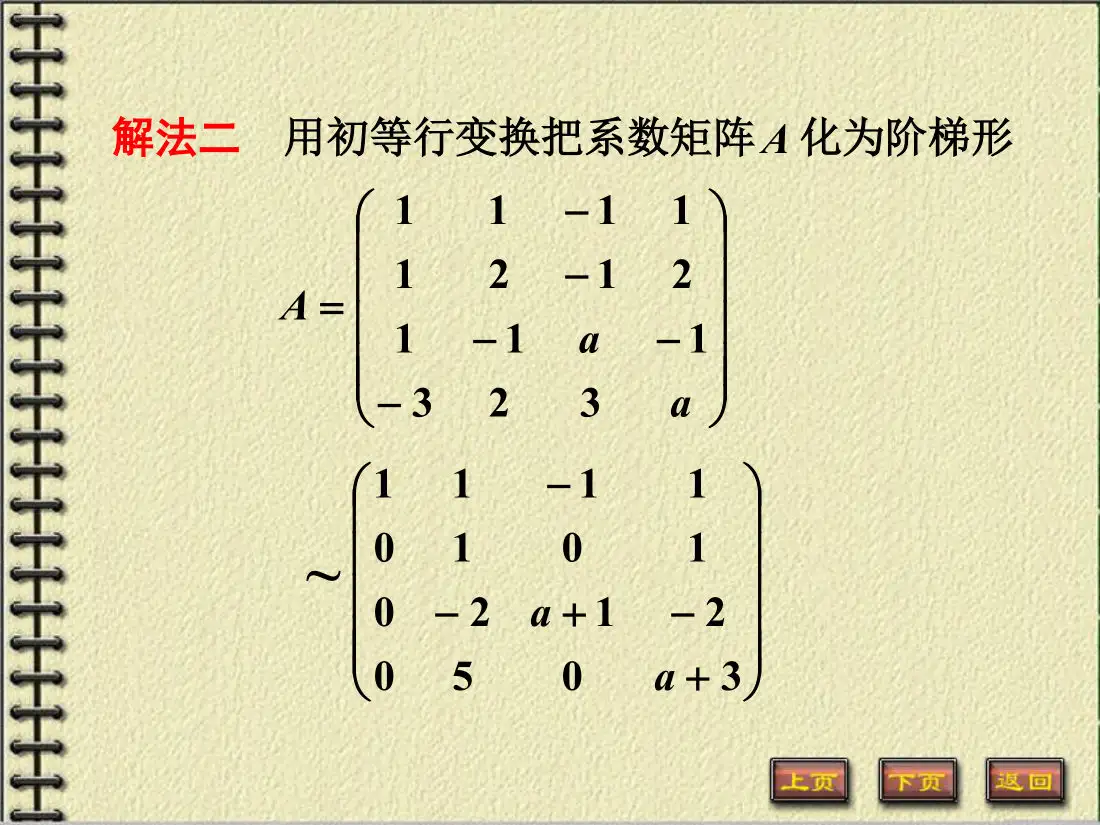 解法二 用初等行变换把系数矩阵 A 化为阶梯形
1 1 −1 1
1 2 −1 2
A =
1 −1 a −1
−3 2 3 a
1 1 −1 1
0 1 0 1
~
0 −2 a+1 −2
0 5 0 a+3
上页 下页 返回